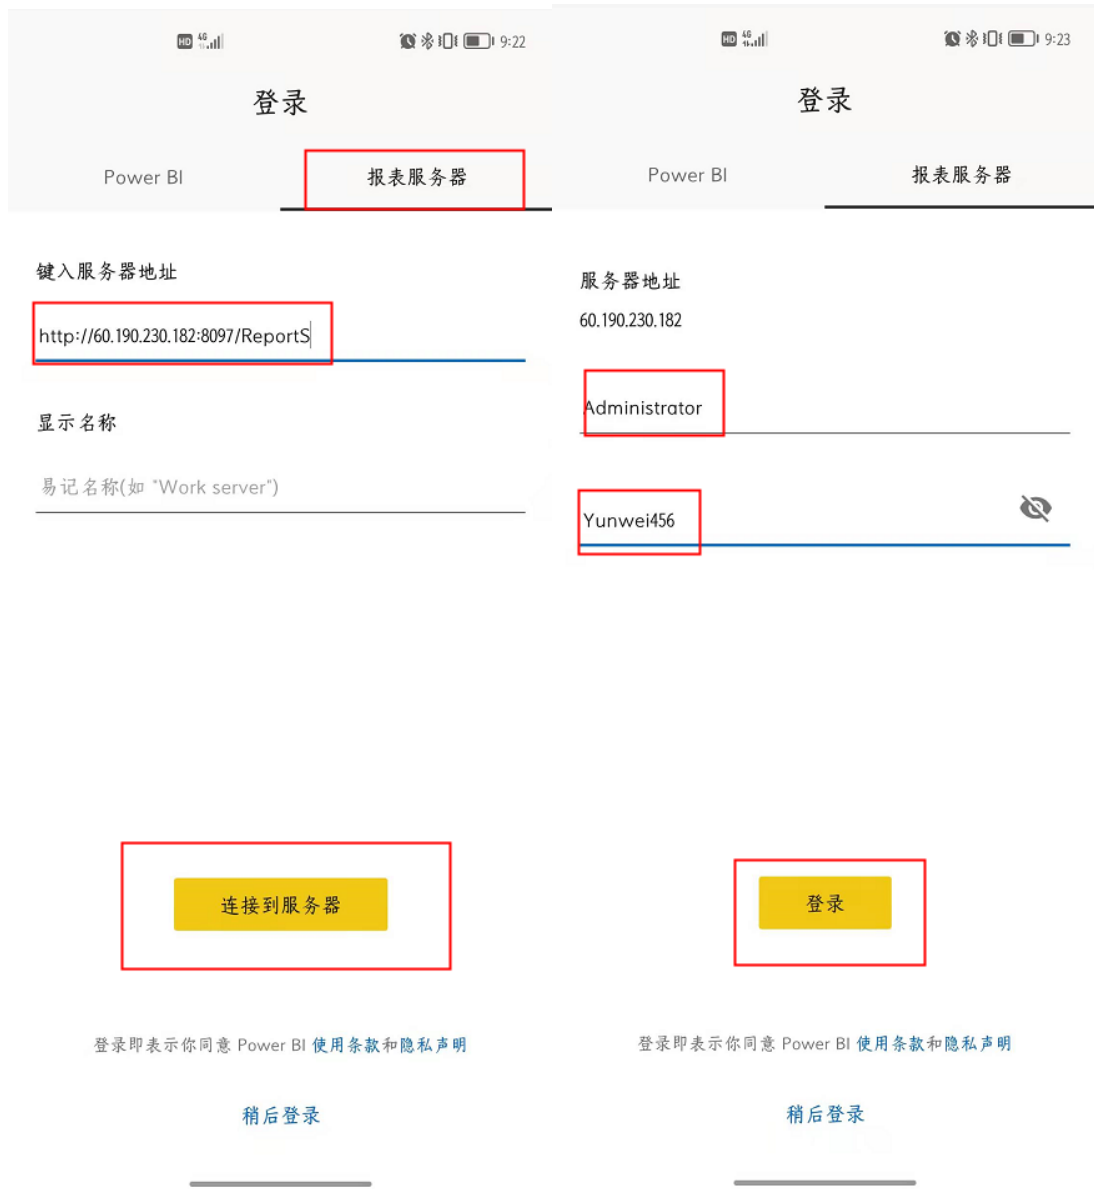 HD 4G 9:22
登录
Power BI 报表服务器
键入服务器地址
http://60.190.230.182:8097/ReportS
显示名称
易记名称(如 "Work server")
连接到服务器
登录即表示你同意 Power BI 使用条款和隐私声明
稍后登录
HD 4G 9:23
登录
Power BI 报表服务器
服务器地址
60.190.230.182
Administrator
Yunwei456
登录
登录即表示你同意 Power BI 使用条款和隐私声明
稍后登录